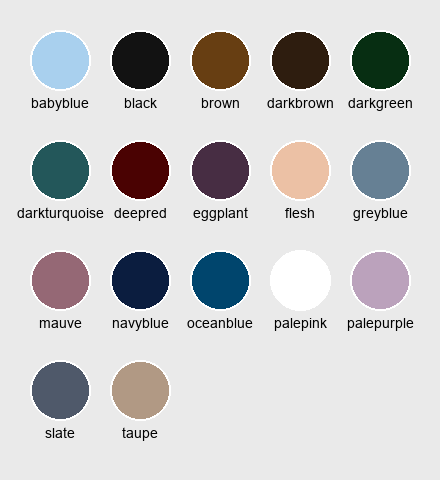 babyblue black brown darkbrown darkgreen
darkturquoise deepred eggplant flesh greyblue
mauve navyblue oceanblue palepink palepurple
slate taupe